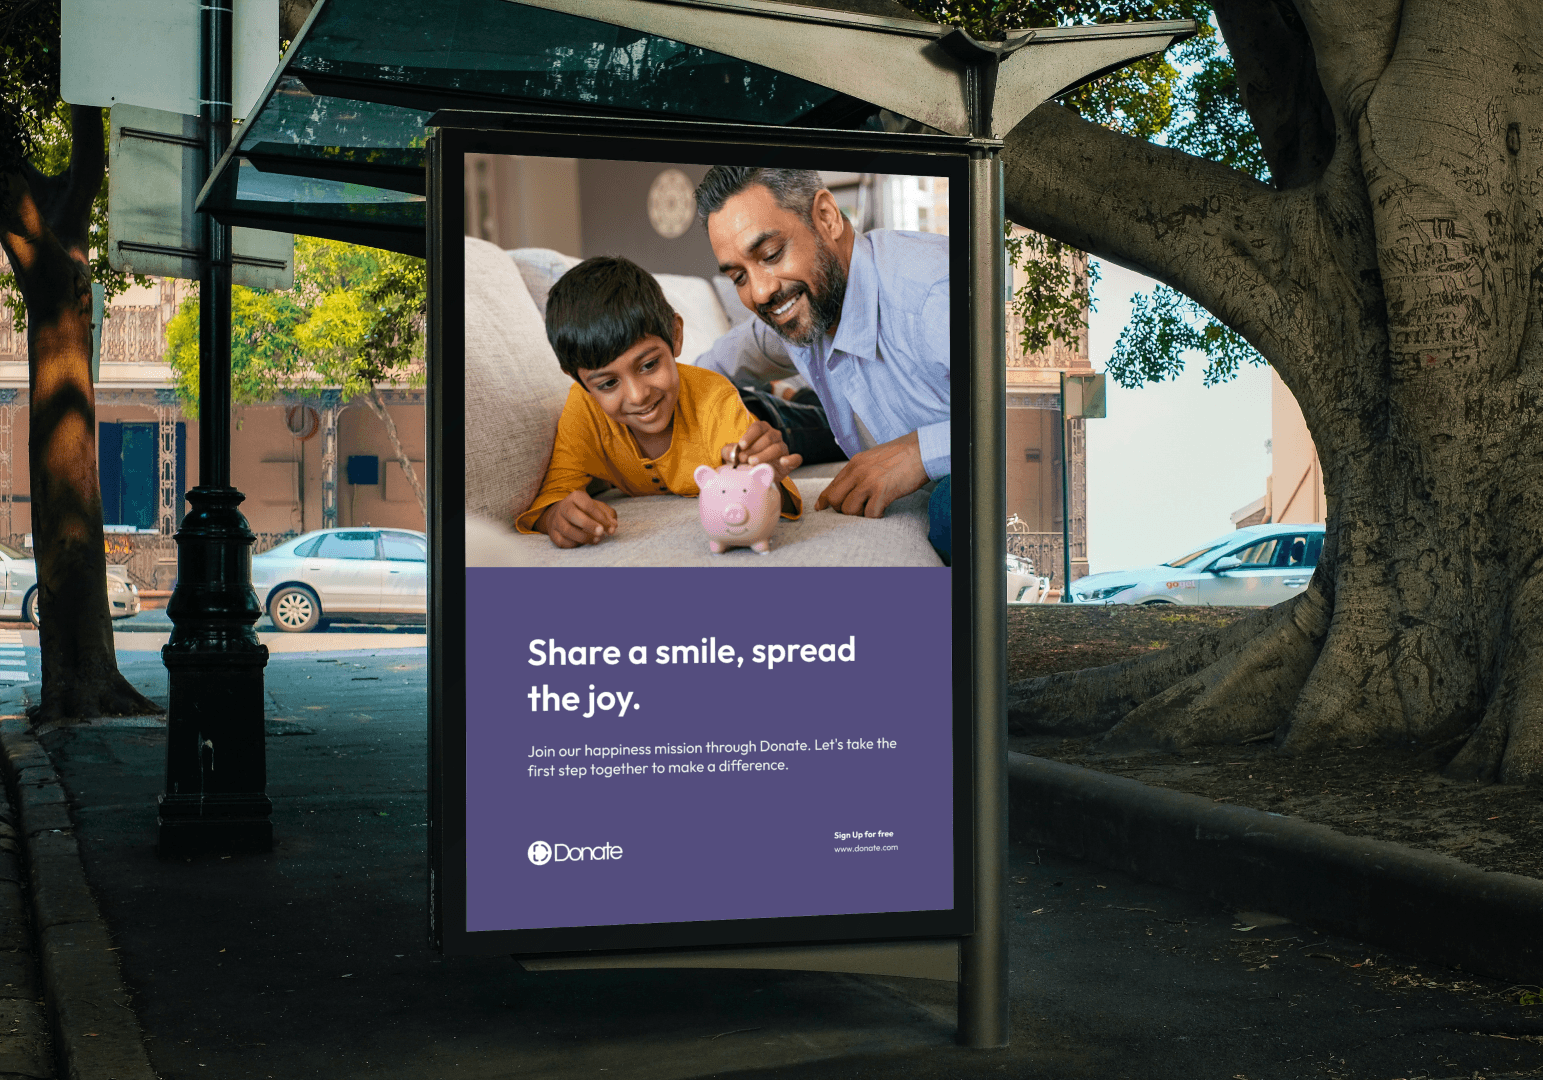 Share a smile, spread
the joy.
Join our happiness mission through Donate. Let's take the
first step together to make a difference.
Donate
Sign Up for free
www.donate.com